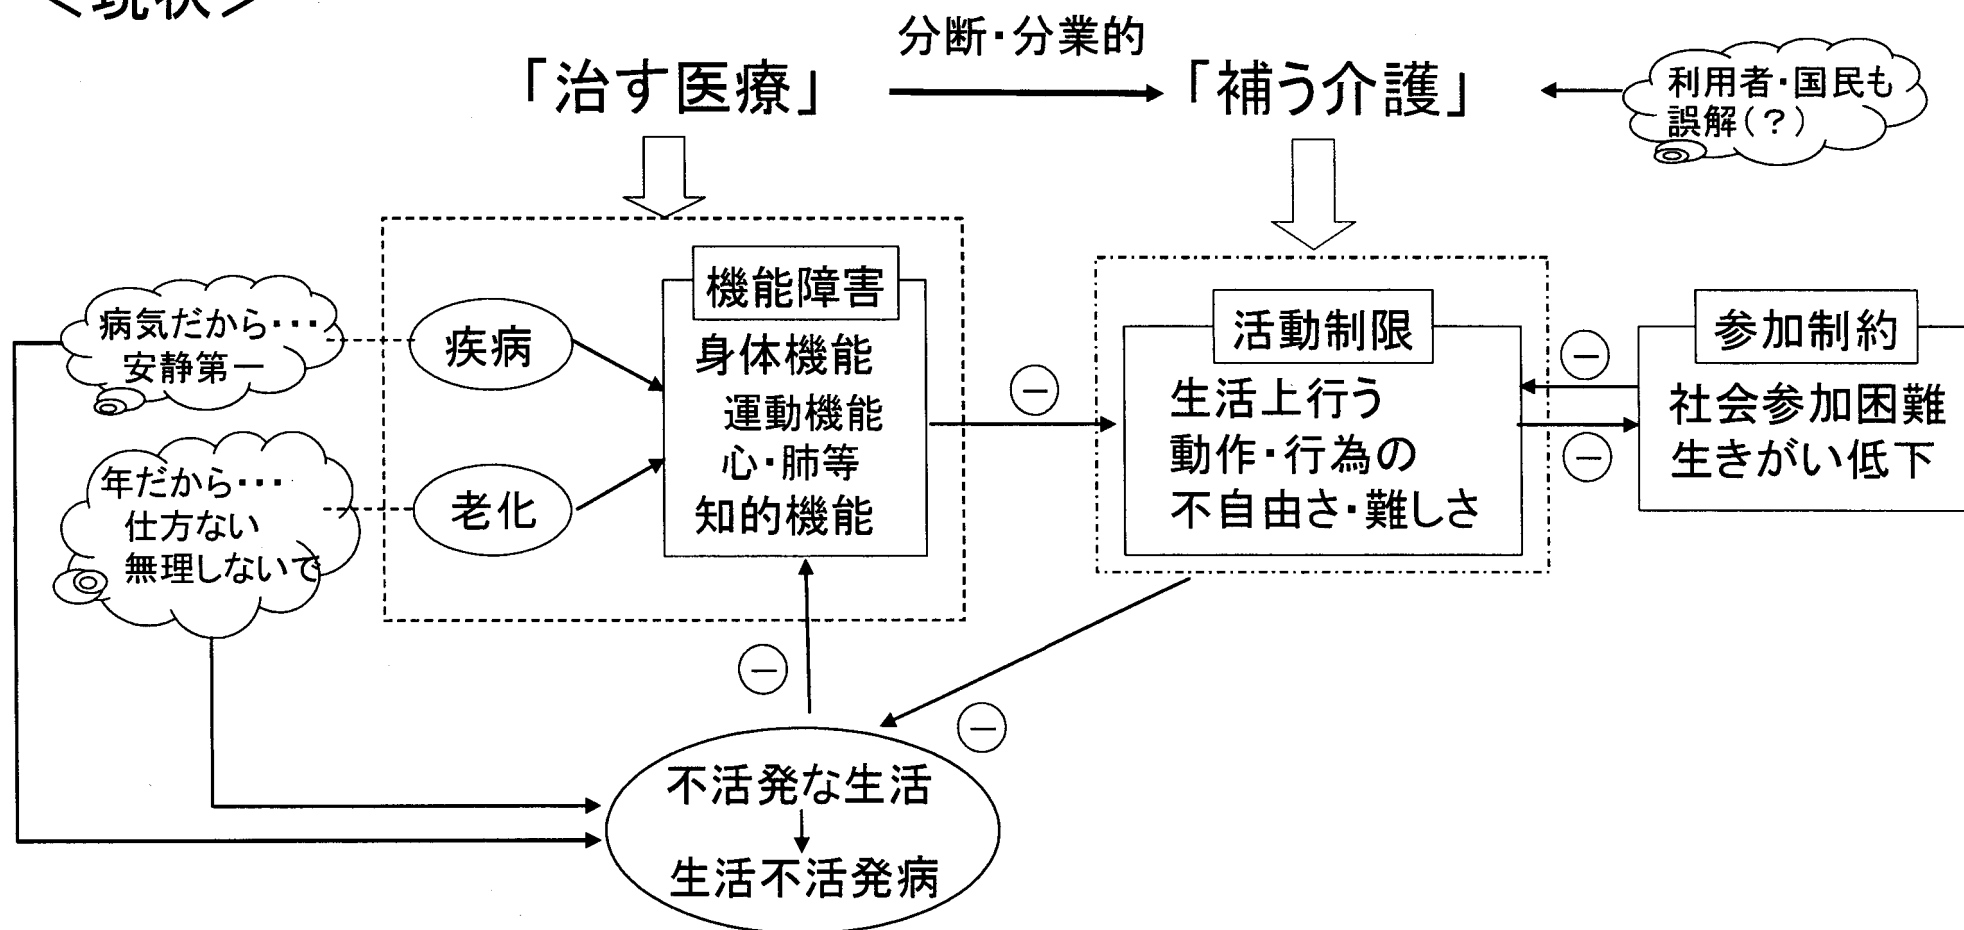 ＜現状＞
分断・分業的
「治す医療」
「補う介護」
利用者・国民も
誤解(？)
病気だから・・・
安静第一
年だから・・・
仕方ない
無理しないで
疾病
老化
機能障害
身体機能
運動機能
心・肺等
知的機能
－
活動制限
生活上行う
動作・行為の
不自由さ・難しさ
－
－
参加制約
社会参加困難
生きがい低下
－
－
不活発な生活
生活不活発病